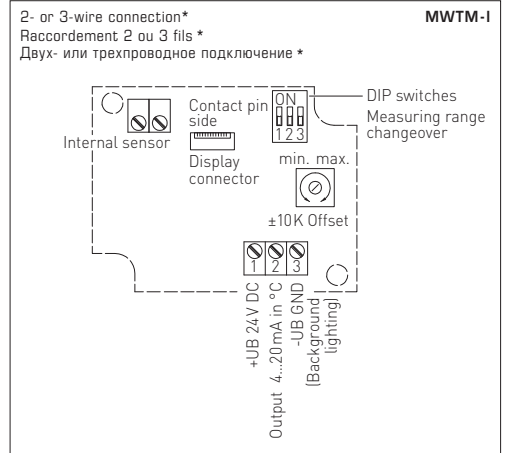 2- or 3-wire connection*
MWTM-I
Raccordement 2 ou 3 fils *
Двух- или трехпроводное подключение *
ON
1 2 3
DIP switches
Measuring range
changeover
Contact pin
side
Internal sensor
Display
connector
min. max.
±10K Offset
1 2 3
+UB 24V DC
Output 4...20mA in °C
-UB GND
(Background
lighting)